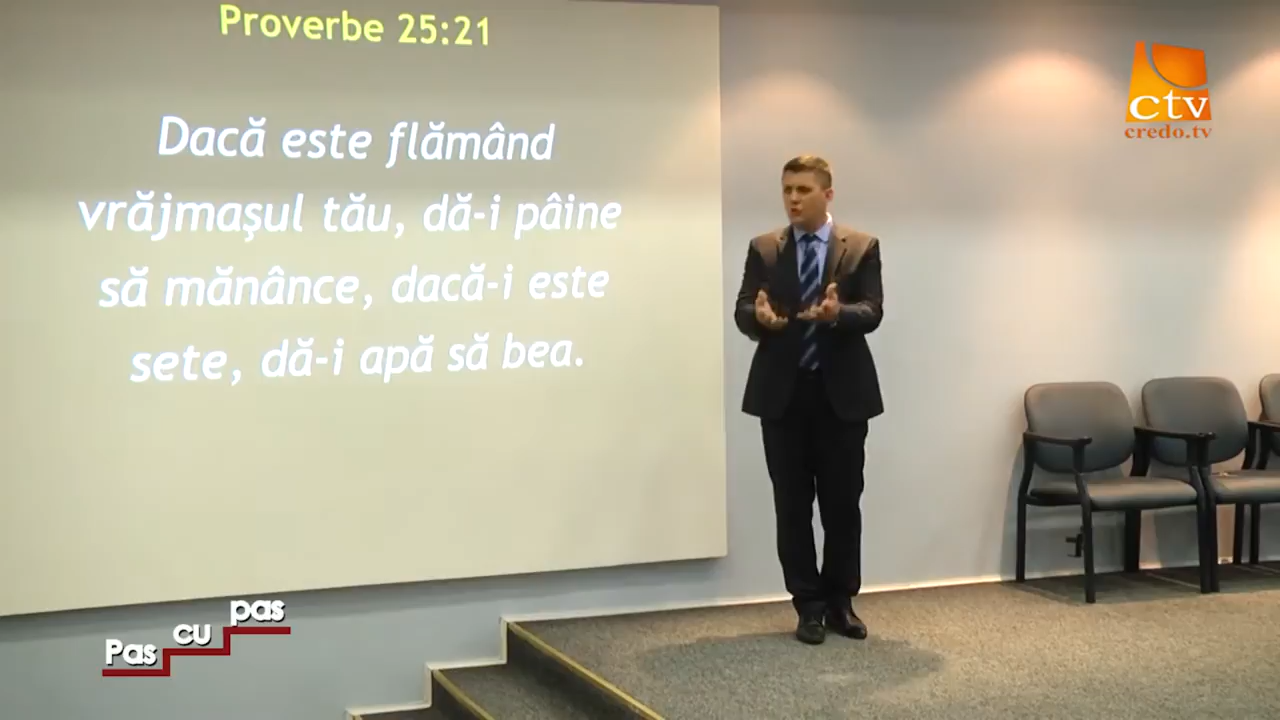 Proverbe 25:21
Dacă este flămând
vrăjmaşul tău, dă-i pâine
să mănânce, dacă-i este
sete, dă-i apă să bea.
ctv
credo.tv
Pas cu pas